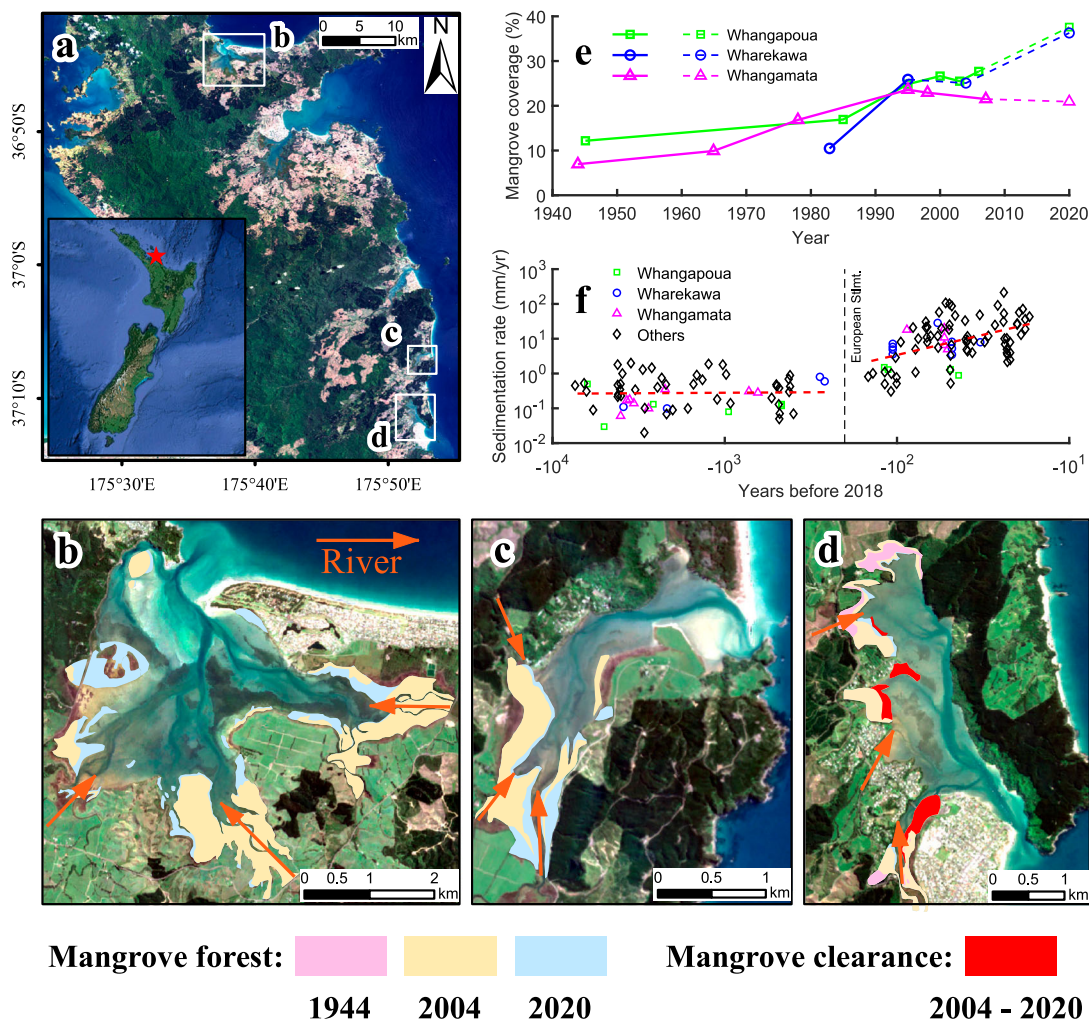 a
b
c
d
0 5 10
km
N
36°50'S
37°0'S
37°10'S
175°30'E
175°40'E
175°50'E
e
Mangrove coverage (%)
40
30
20
10
0
Whangapoua
Wharekawa
Whangamata
1940 1950 1960 1970 1980 1990 2000 2010 2020
Year
f
Sedimentation rate (mm/yr)
10³
10²
10¹
10⁰
10⁻¹
10⁻²
Whangapoua
Wharekawa
Whangamata
Others
European Stlmt.
-10⁴ -10³ -10² -10¹
Years before 2018
b
River
0 0.5 1 2
km
c
0 0.5 1
km
d
0 0.5 1
km
Mangrove forest:
1944 2004 2020
Mangrove clearance:
2004 - 2020